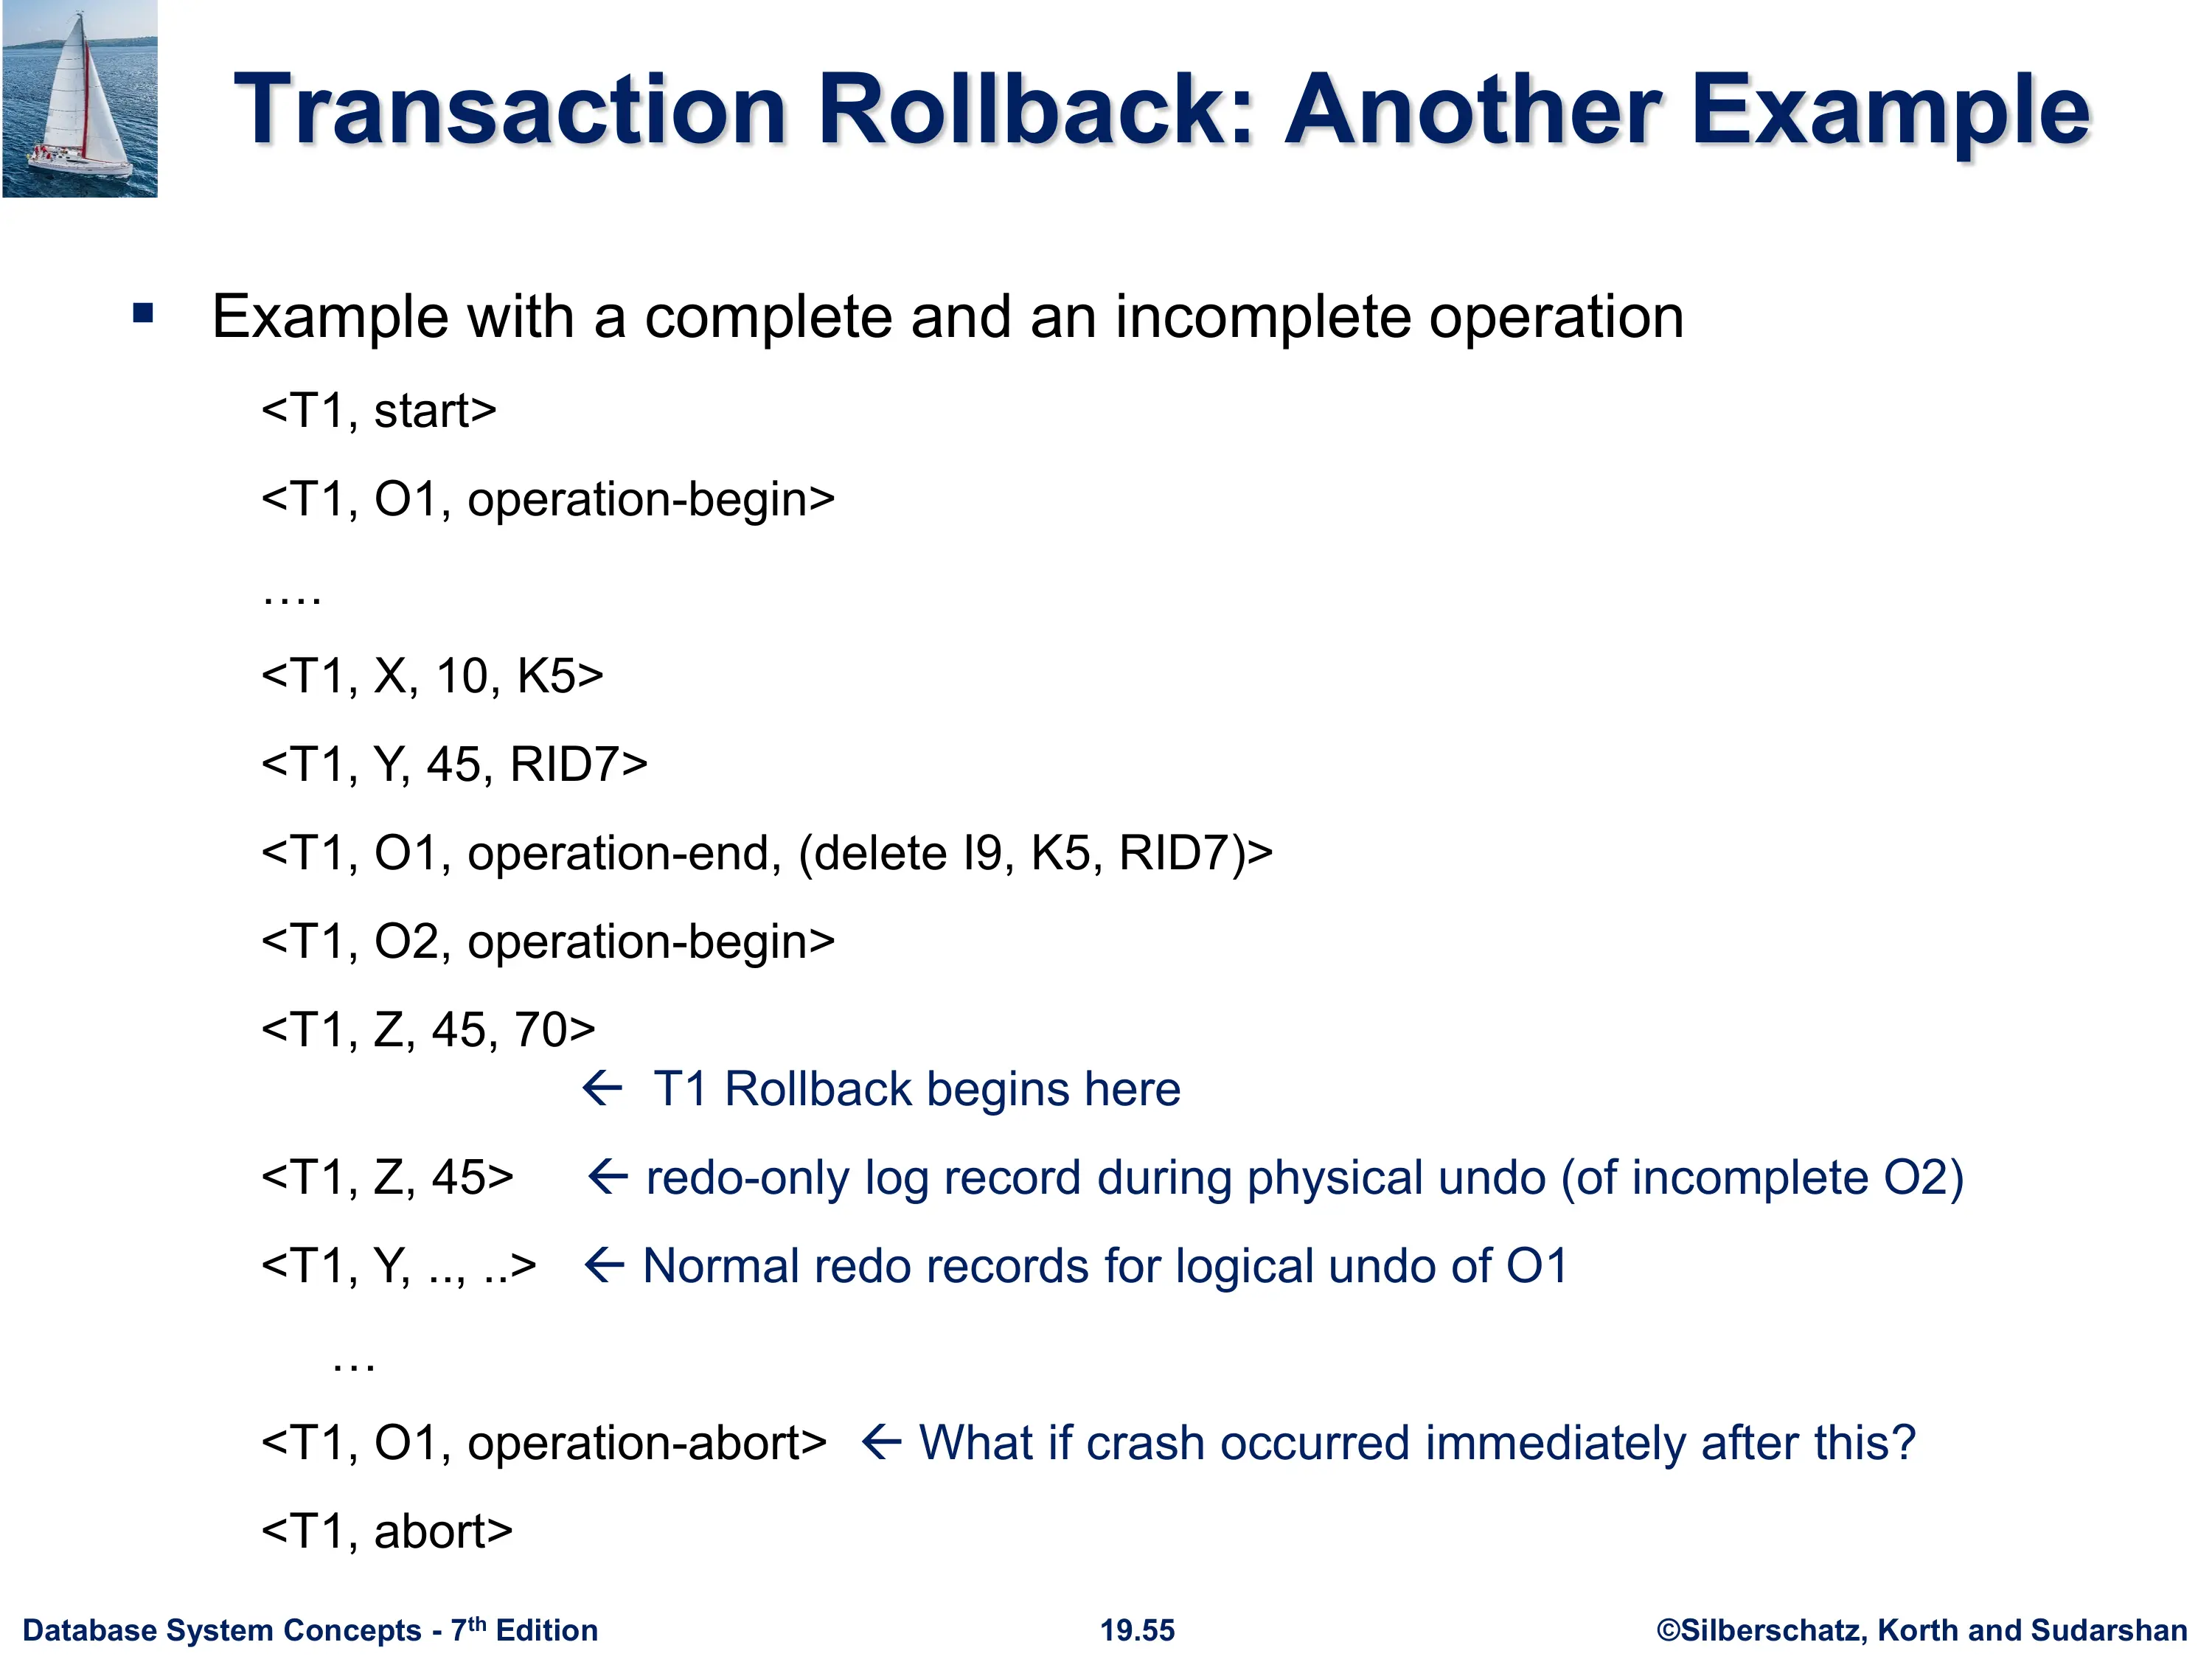 Transaction Rollback: Another Example
▪ Example with a complete and an incomplete operation
<T1, start>
<T1, O1, operation-begin>
….
<T1, X, 10, K5>
<T1, Y, 45, RID7>
<T1, O1, operation-end, (delete I9, K5, RID7)>
<T1, O2, operation-begin>
<T1, Z, 45, 70>
← T1 Rollback begins here
<T1, Z, 45> ← redo-only log record during physical undo (of incomplete O2)
<T1, Y, .., ..> ← Normal redo records for logical undo of O1
…
<T1, O1, operation-abort> ← What if crash occurred immediately after this?
<T1, abort>
Database System Concepts - 7th Edition 19.55 ©Silberschatz, Korth and Sudarshan